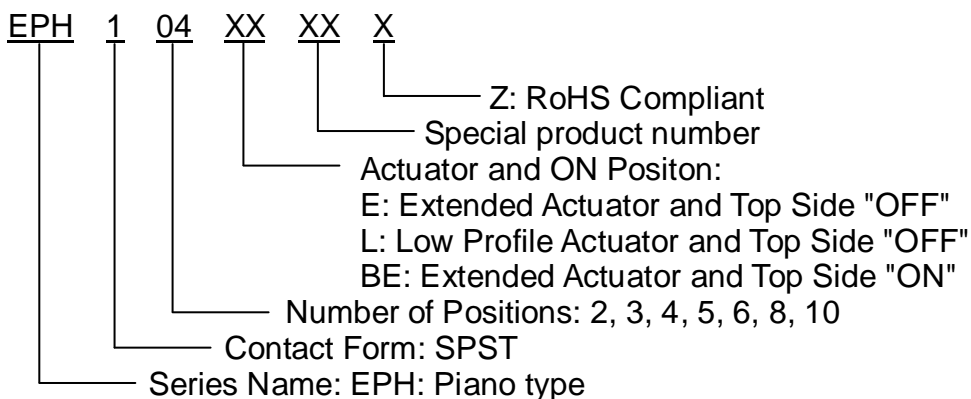 EPH 1 04 XX XX X
Z: RoHS Compliant
Special product number
Actuator and ON Positon:
E: Extended Actuator and Top Side "OFF"
L: Low Profile Actuator and Top Side "OFF"
BE: Extended Actuator and Top Side "ON"
Number of Positions: 2, 3, 4, 5, 6, 8, 10
Contact Form: SPST
Series Name: EPH: Piano type